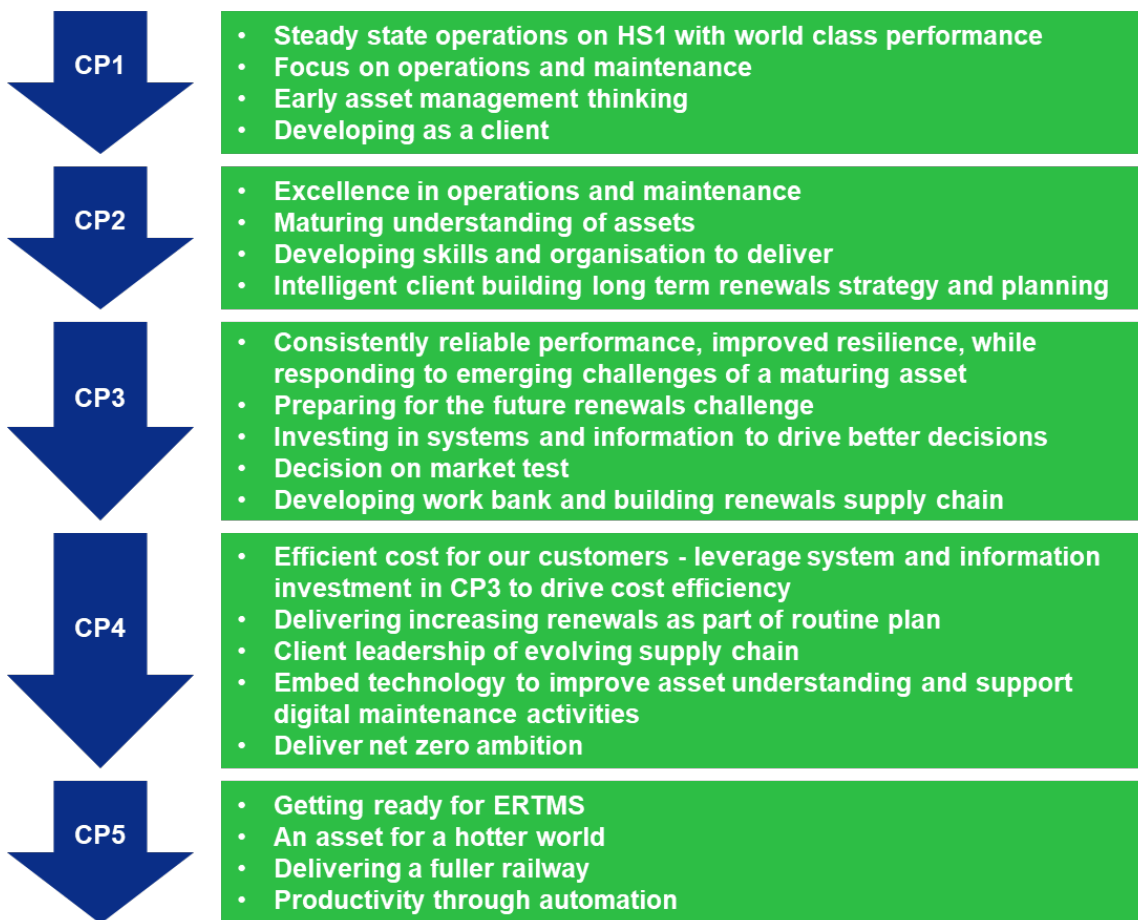 CP1
• Steady state operations on HS1 with world class performance
• Focus on operations and maintenance
• Early asset management thinking
• Developing as a client
CP2
• Excellence in operations and maintenance
• Maturing understanding of assets
• Developing skills and organisation to deliver
• Intelligent client building long term renewals strategy and planning
CP3
• Consistently reliable performance, improved resilience, while
responding to emerging challenges of a maturing asset
• Preparing for the future renewals challenge
• Investing in systems and information to drive better decisions
• Decision on market test
• Developing work bank and building renewals supply chain
CP4
• Efficient cost for our customers - leverage system and information
investment in CP3 to drive cost efficiency
• Delivering increasing renewals as part of routine plan
• Client leadership of evolving supply chain
• Embed technology to improve asset understanding and support
digital maintenance activities
• Deliver net zero ambition
CP5
• Getting ready for ERTMS
• An asset for a hotter world
• Delivering a fuller railway
• Productivity through automation